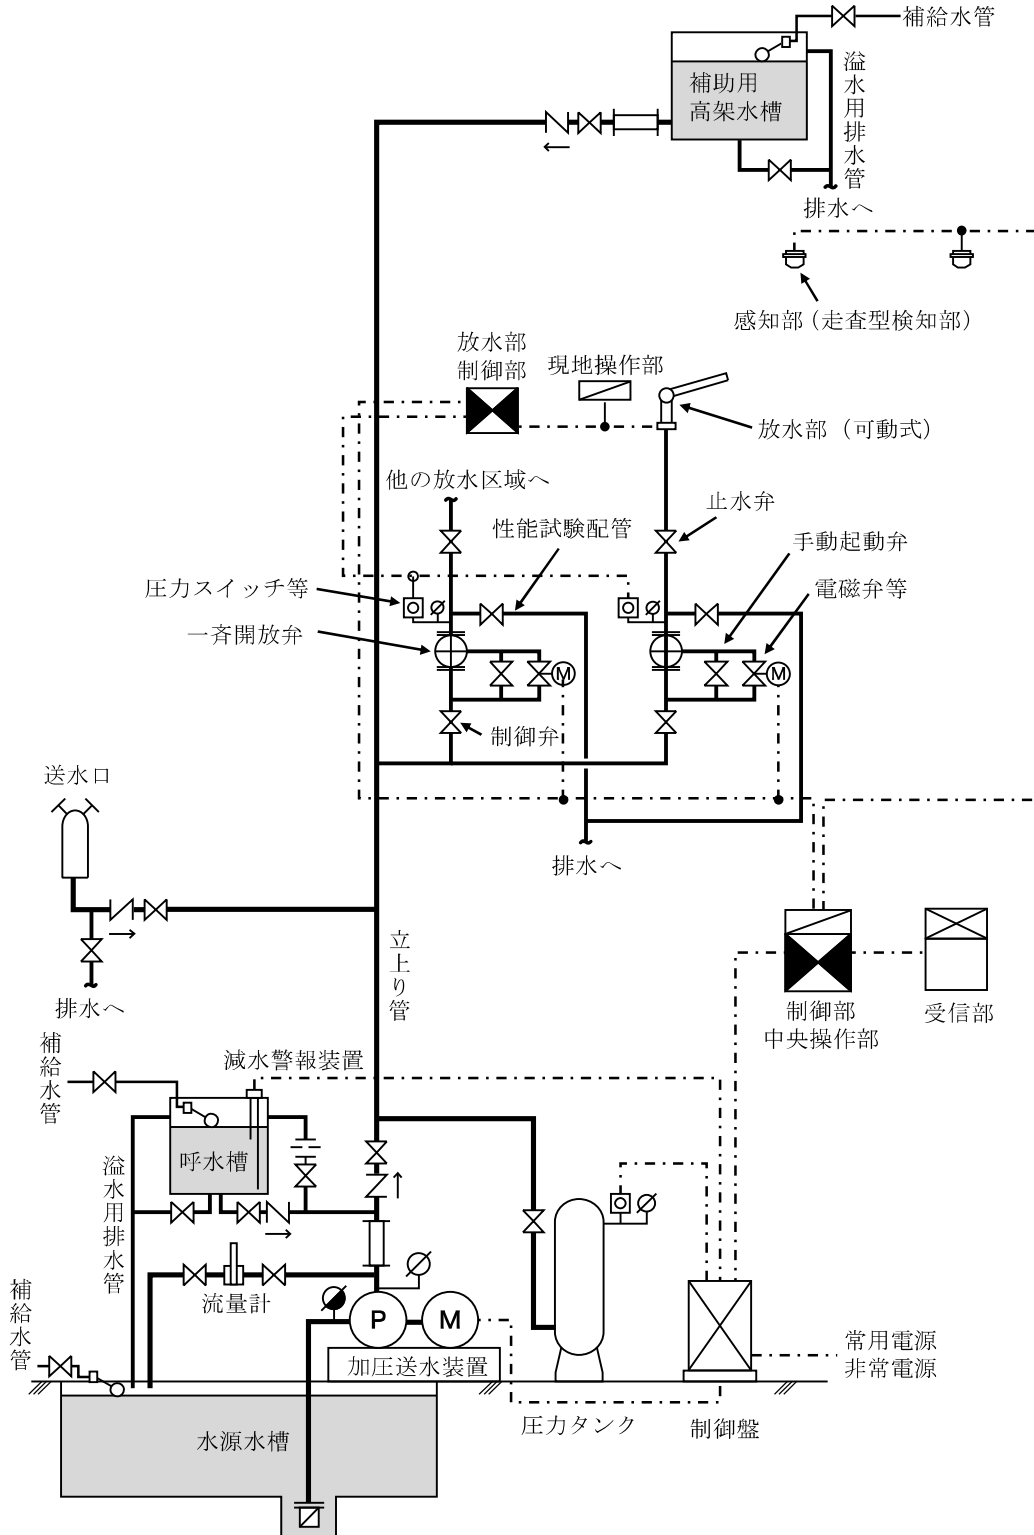 補給水管
溢水用排水管
補助用
高架水槽
排水へ
感知部(走査型検知部)
放水部
制御部
現地操作部
放水部(可動式)
他の放水区域へ
止水弁
性能試験配管
手動起動弁
圧力スイッチ等
電磁弁等
一斉開放弁
M
M
制御弁
送水口
排水へ
立上り管
排水へ
制御部
中央操作部
受信部
補給水管
減水警報装置
呼水槽
溢水用排水管
流量計
補給水管
P
M
加圧送水装置
常用電源
非常電源
圧力タンク
制御盤
水源水槽